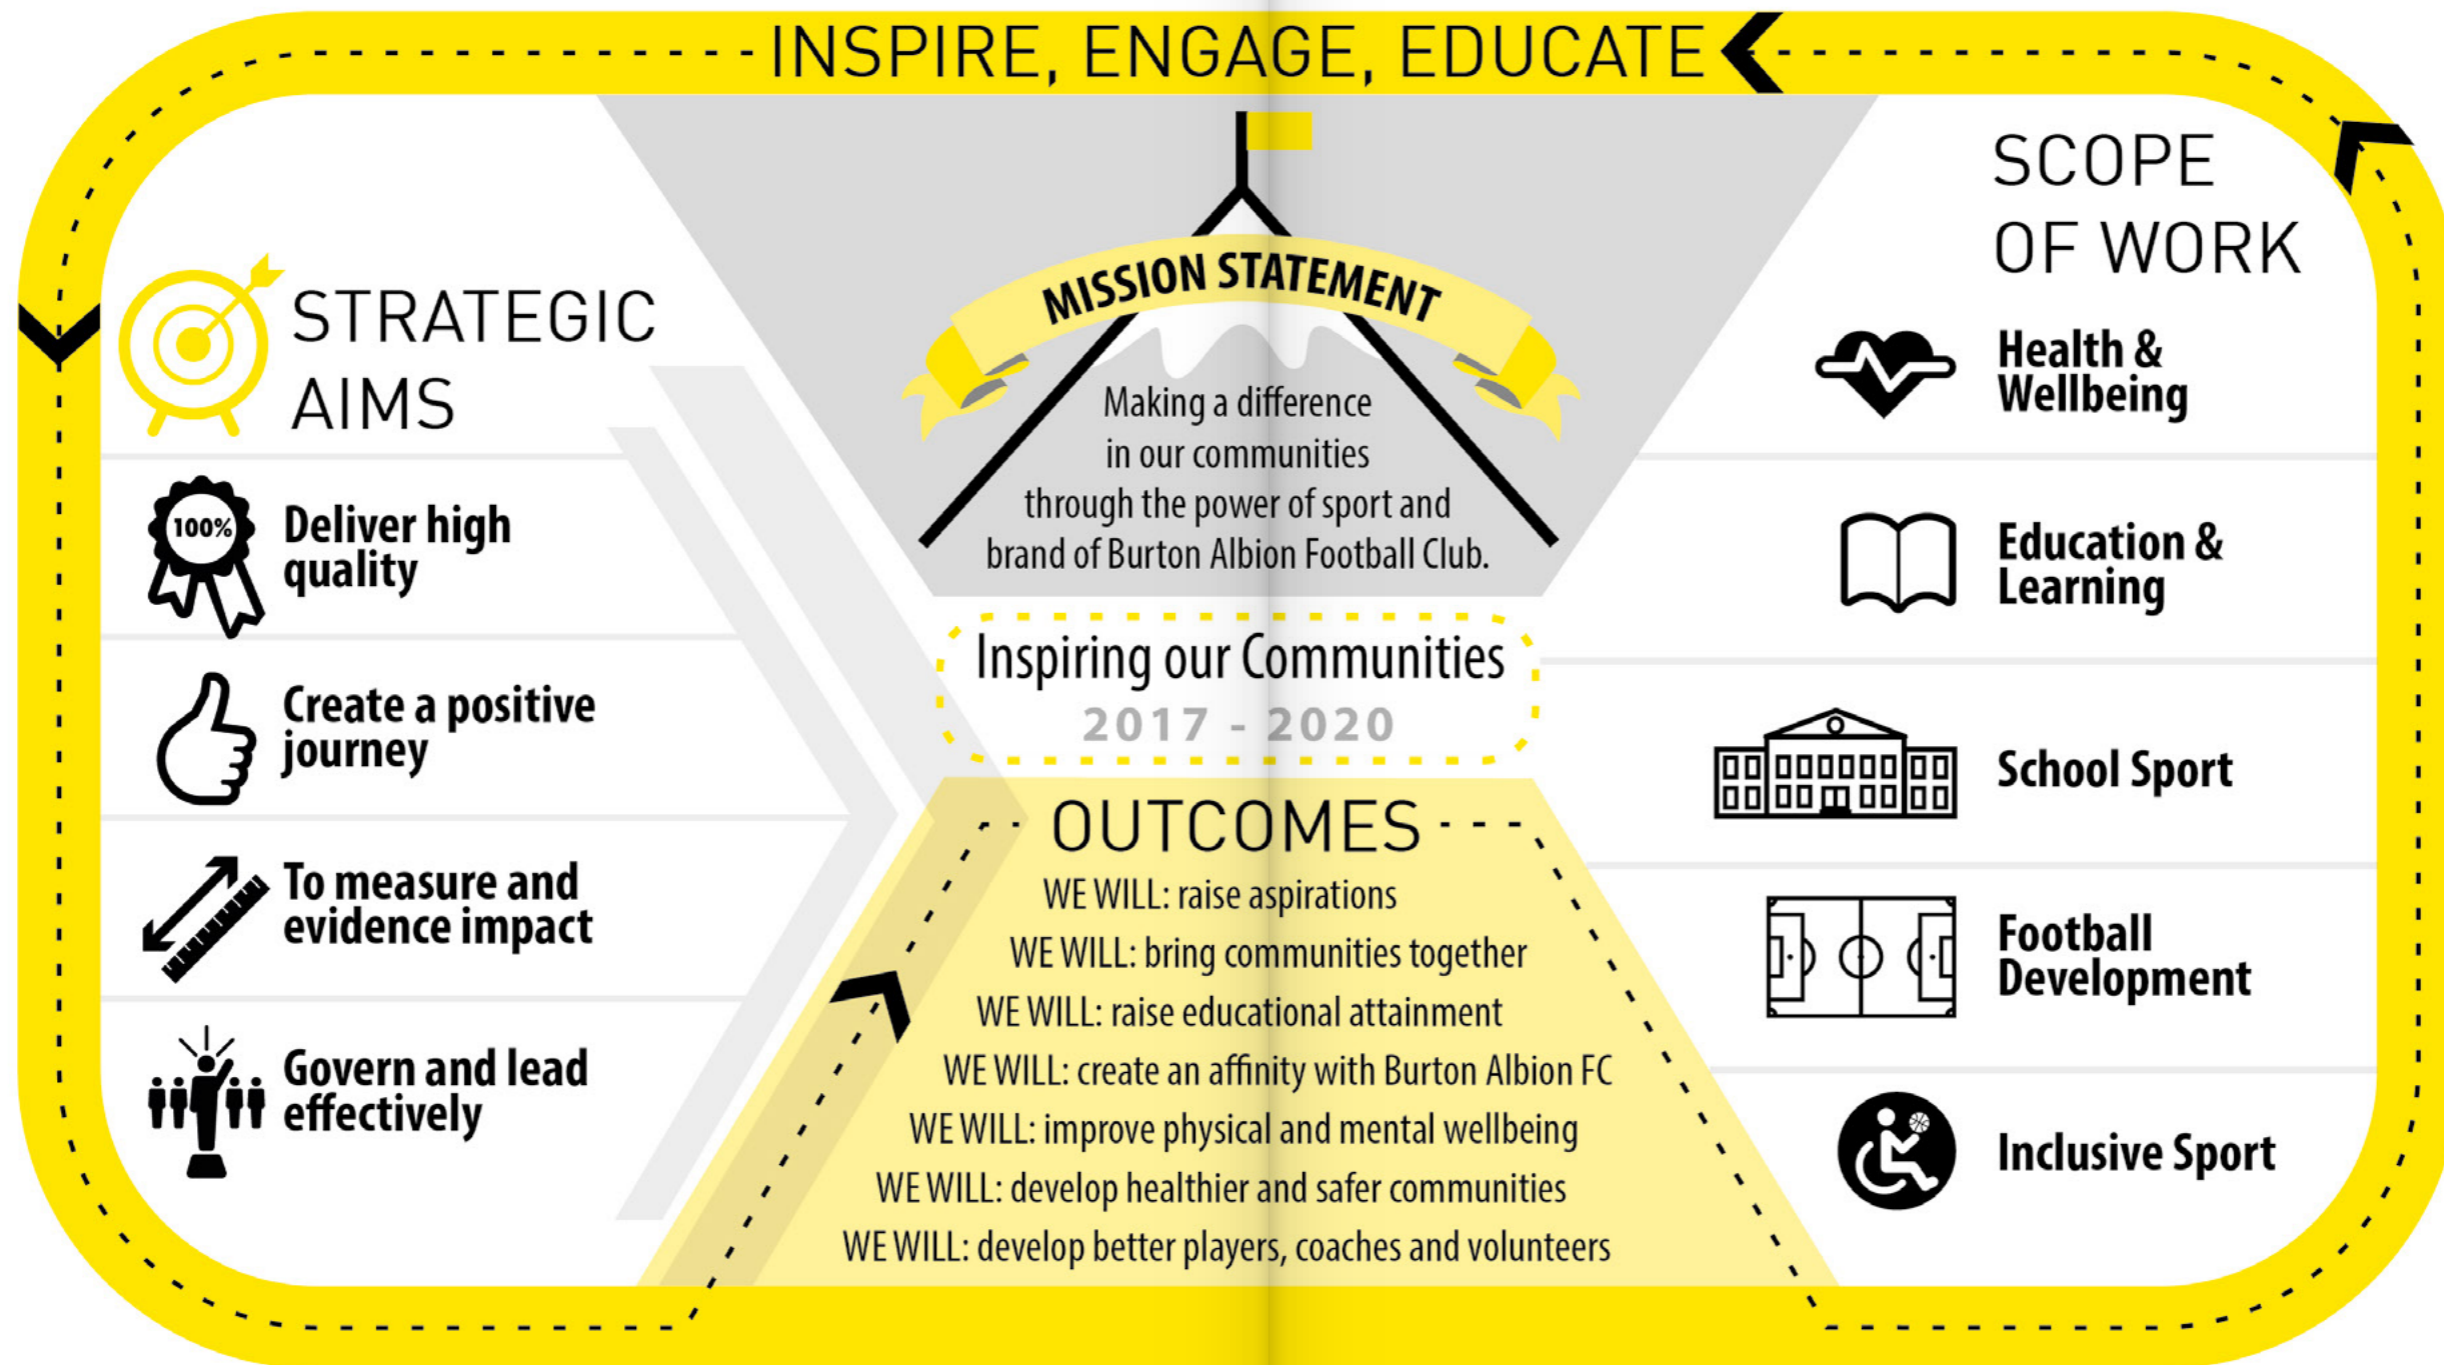 INSPIRE, ENGAGE, EDUCATE
STRATEGIC
AIMS
100%
Deliver high
quality
Create a positive
journey
To measure and
evidence impact
Govern and lead
effectively
MISSION STATEMENT
Making a difference
in our communities
through the power of sport and
brand of Burton Albion Football Club.
Inspiring our Communities
2017 - 2020
OUTCOMES
WE WILL: raise aspirations
WE WILL: bring communities together
WE WILL: raise educational attainment
WE WILL: create an affinity with Burton Albion FC
WE WILL: improve physical and mental wellbeing
WE WILL: develop healthier and safer communities
WE WILL: develop better players, coaches and volunteers
SCOPE
OF WORK
Health &
Wellbeing
Education &
Learning
School Sport
Football
Development
Inclusive Sport